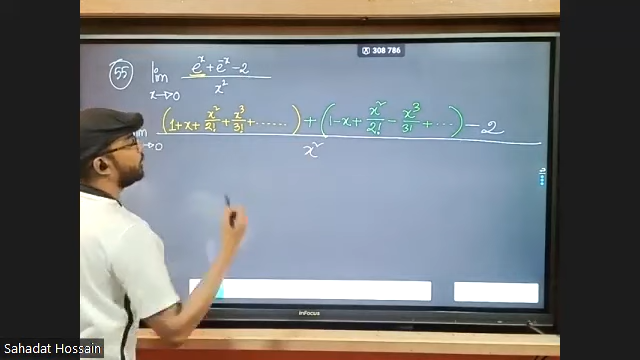 308 786
55 lim x→0 (e^x + e^-x - 2) / x^2
lim x→0 ((1+x+x^2/2!+x^3/3!+......) + (1-x+x^2/2!-x^3/3!+...) - 2) / x^2
InFocus
Sahadat Hossain